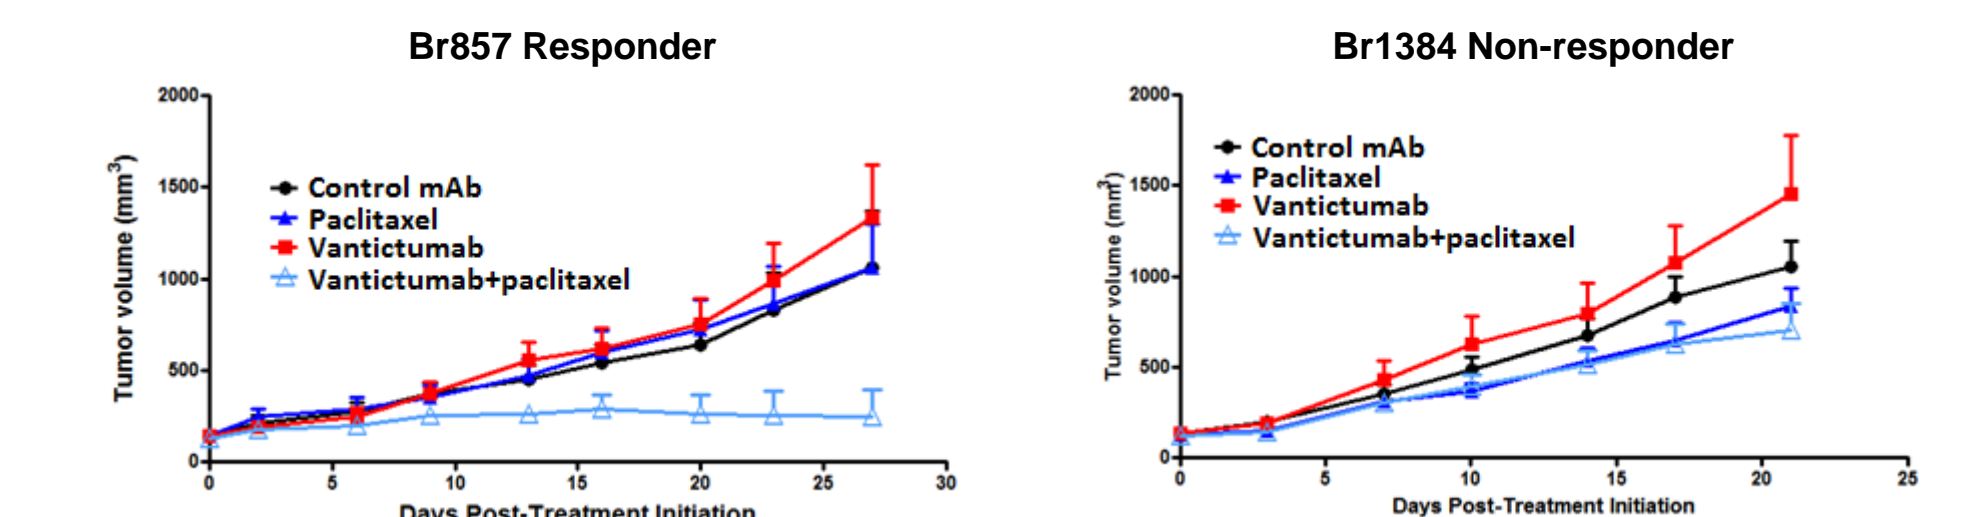 Br857 Responder
2000
1500
1000
500
0
Tumor volume (mm³)
Control mAb
Paclitaxel
Vantictumab
Vantictumab+paclitaxel
0 5 10 15 20 25 30
Days Post-Treatment Initiation
Br1384 Non-responder
2000
1500
1000
500
0
Tumor volume (mm³)
Control mAb
Paclitaxel
Vantictumab
Vantictumab+paclitaxel
0 5 10 15 20 25
Days Post-Treatment Initiation